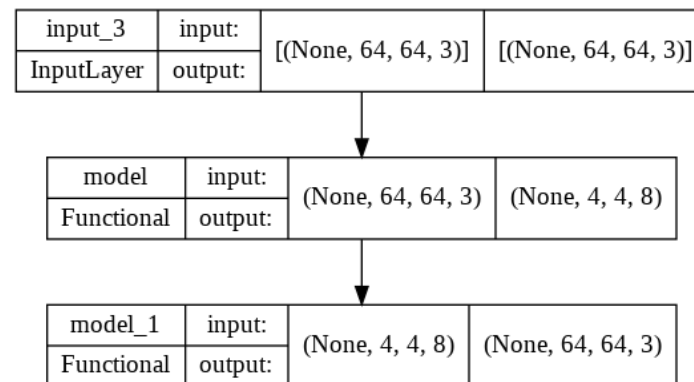 input_3 input: [(None, 64, 64, 3)] [(None, 64, 64, 3)]
InputLayer output:
model input: (None, 64, 64, 3) (None, 4, 4, 8)
Functional output:
model_1 input: (None, 4, 4, 8) (None, 64, 64, 3)
Functional output: